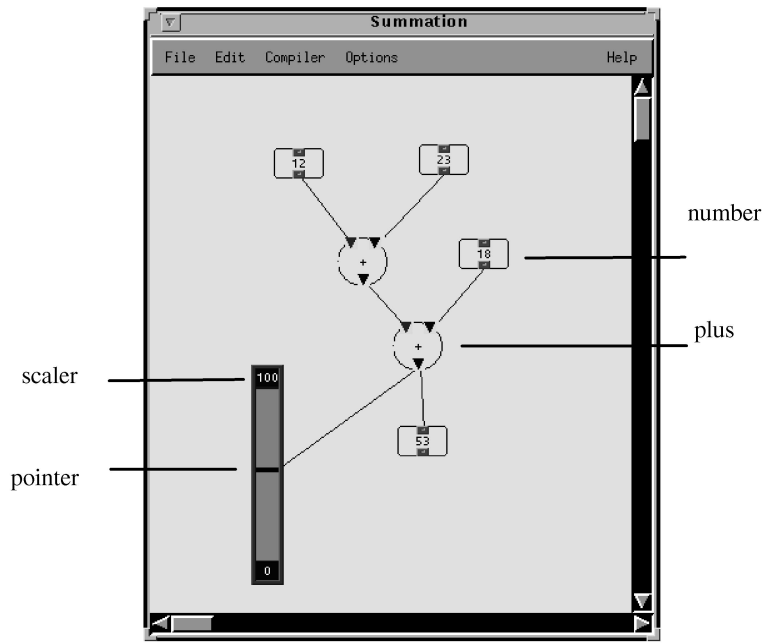 Summation
File Edit Compiler Options Help
12
23
number
+
18
plus
+
scaler
100
53
pointer
0